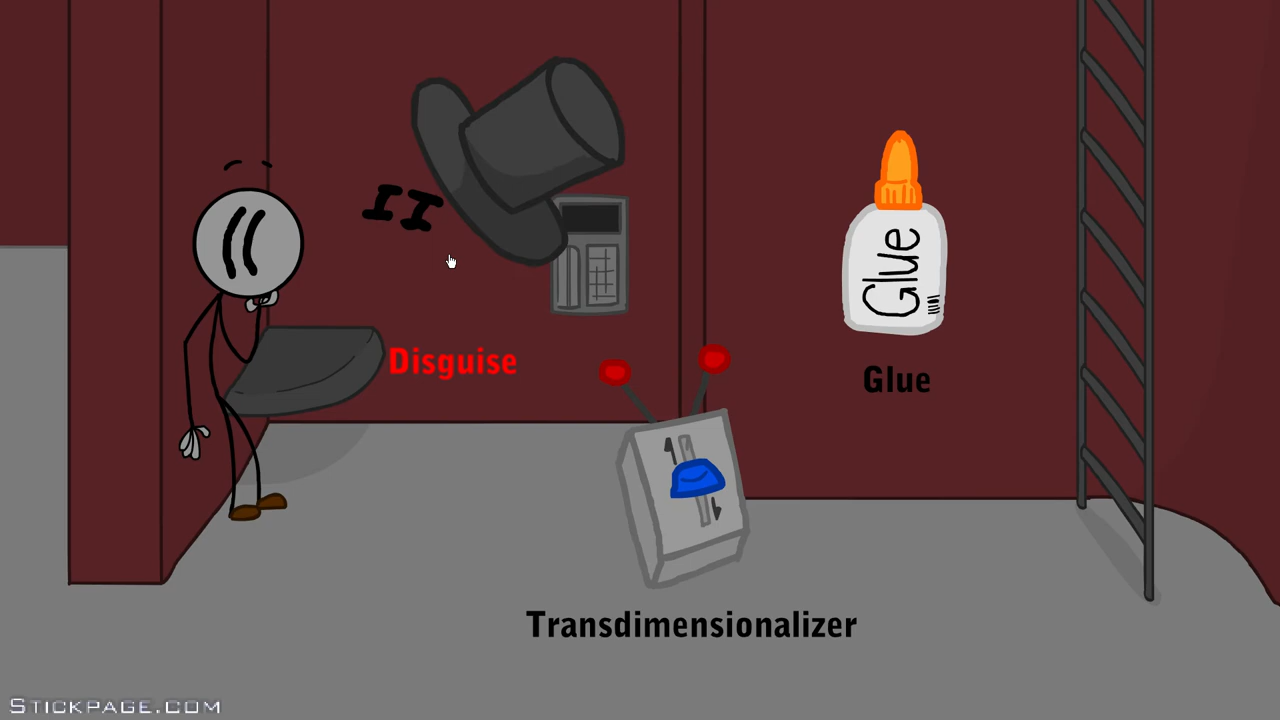 Glue
Disguise
Glue
Transdimensionalizer
STICKPAGE.COM